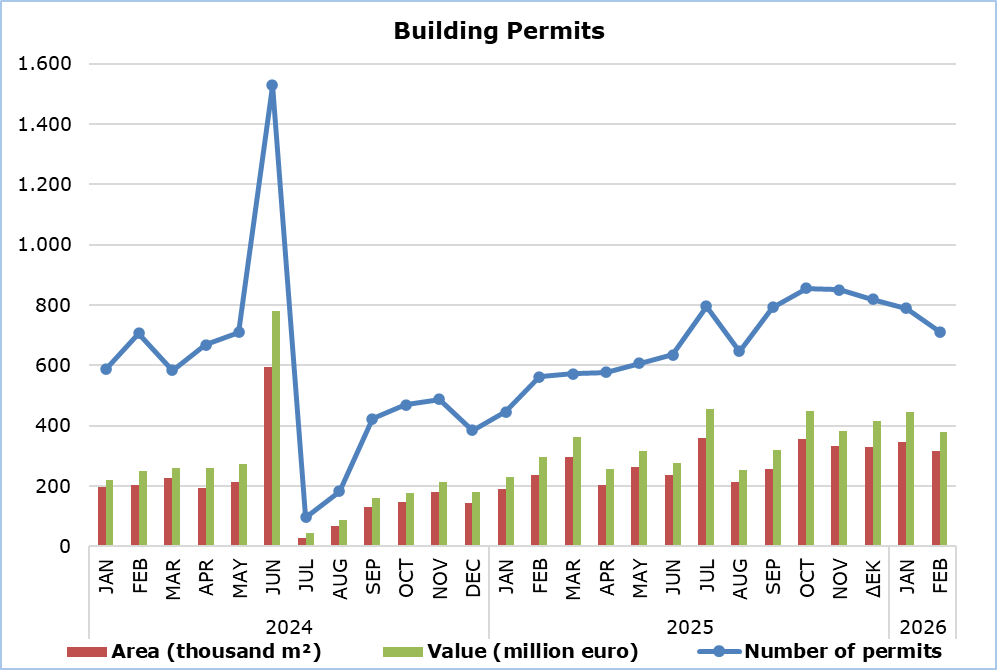 Building Permits
1.600
1.400
1.200
1.000
800
600
400
200
0
JAN FEB MAR APR MAY JUN JUL AUG SEP OCT NOV DEC JAN FEB MAR APR MAY JUN JUL AUG SEP OCT NOV ΔΕΚ JAN FEB
2024 2025 2026
Area (thousand m²) Value (million euro) Number of permits